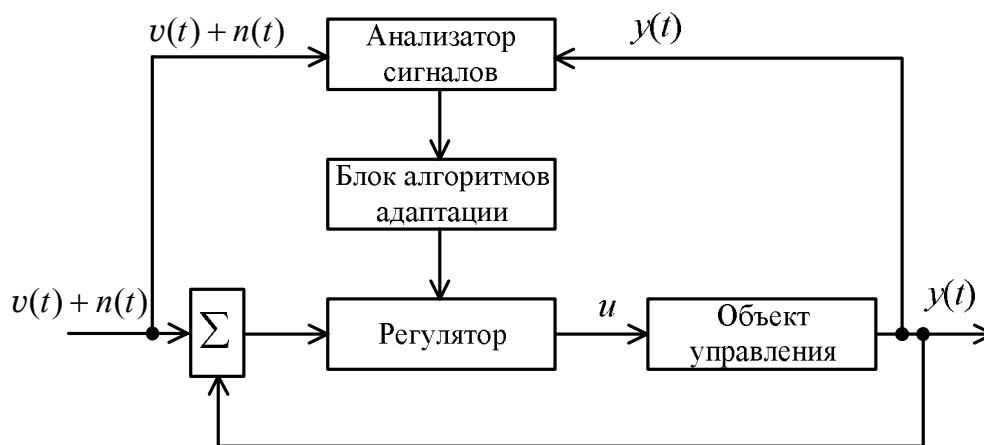 v(t) + n(t)
Анализатор
сигналов
y(t)
Блок алгоритмов
адаптации
v(t) + n(t)
Σ
Регулятор
u
Объект
управления
y(t)